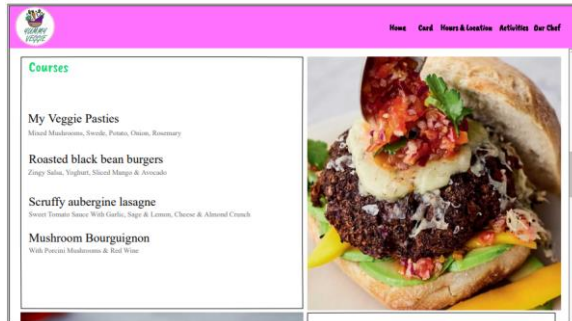 YUMMY
VEGGIE
Home Card Hours & Location Activities Our Chef
Courses
My Veggie Pasties
Mixed Mushrooms, Swede, Potato, Onion, Rosemary
Roasted black bean burgers
Zingy Salsa, Yoghurt, Sliced Mango & Avocado
Scruffy aubergine lasagne
Sweet Tomato Sauce With Garlic, Sage & Lemon, Cheese & Almond Crunch
Mushroom Bourguignon
With Porcini Mushrooms & Red Wine